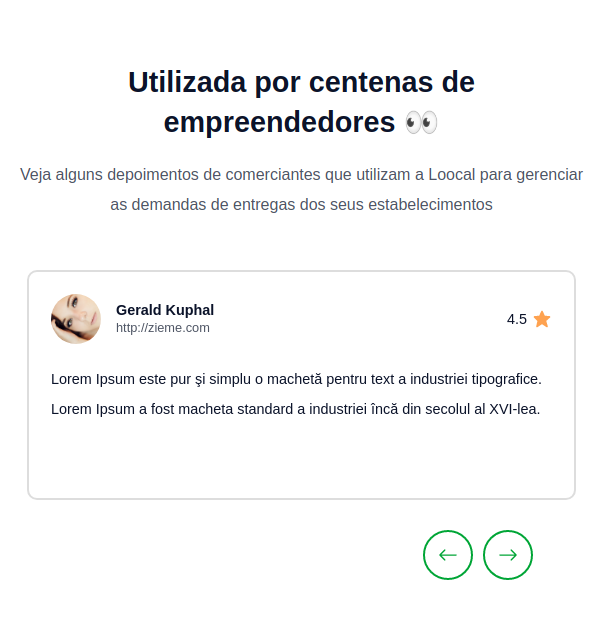 Utilizada por centenas de
empreendedores 👀
Veja alguns depoimentos de comerciantes que utilizam a Loocal para gerenciar
as demandas de entregas dos seus estabelecimentos
Gerald Kuphal
http://zieme.com
4.5
Lorem Ipsum este pur şi simplu o machetă pentru text a industriei tipografice.
Lorem Ipsum a fost macheta standard a industriei încă din secolul al XVI-lea.